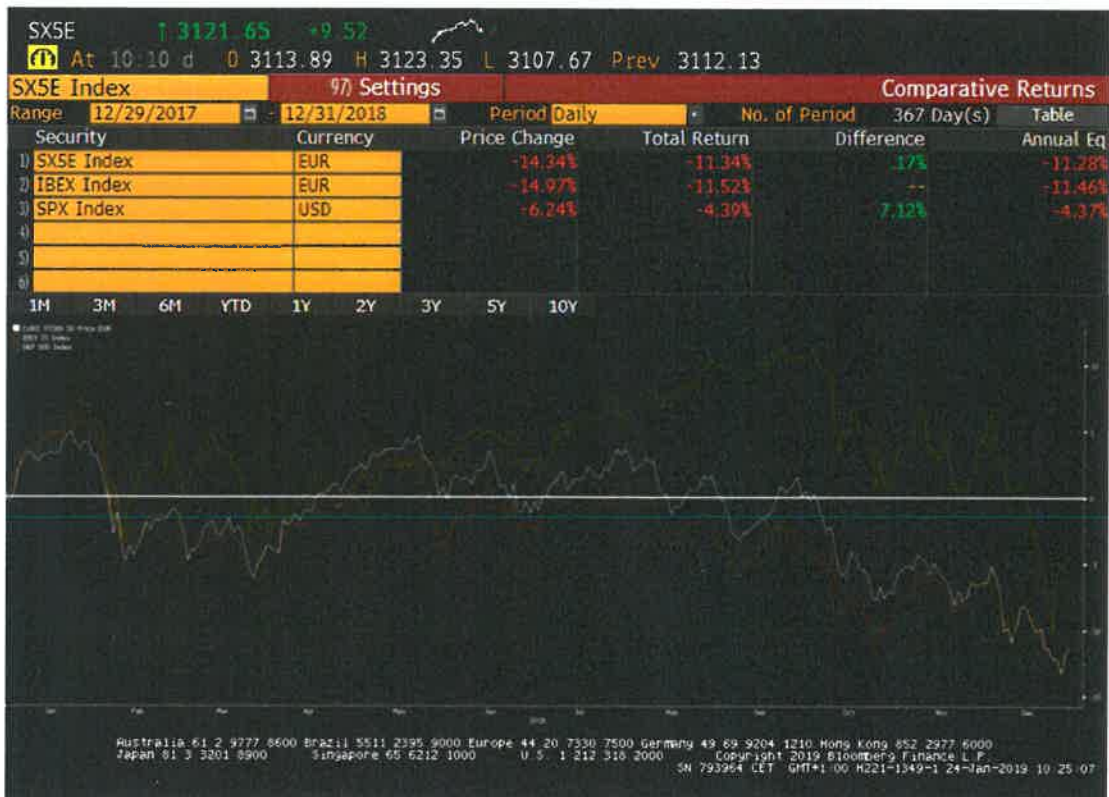 SX5E ↑ 3121.65 +9.52
At 10:10 d O 3113.89 H 3123.35 L 3107.67 Prev 3112.13
SX5E Index 97) Settings Comparative Returns
Range 12/29/2017 - 12/31/2018 Period Daily No. of Period 367 Day(s) Table
Security Currency Price Change Total Return Difference Annual Eq
1) SX5E Index EUR -14.34% -11.34% .17% -11.28%
2) IBEX Index EUR -14.97% -11.52% -- -11.46%
3) SPX Index USD -6.24% -4.39% 7.12% -4.37%
4)
5)
6)
1M 3M 6M YTD 1Y 2Y 3Y 5Y 10Y
Australia 61 2 9777 8600 Brazil 5511 2395 9000 Europe 44 20 7330 7500 Germany 49 69 9204 1210 Hong Kong 852 2977 6000
Japan 81 3 3201 8900 Singapore 65 6212 1000 U.S. 1 212 318 2000 Copyright 2019 Bloomberg Finance L.P.
SN 793964 CET GMT+1:00 H221-1349-1 24-Jan-2019 10:25:07